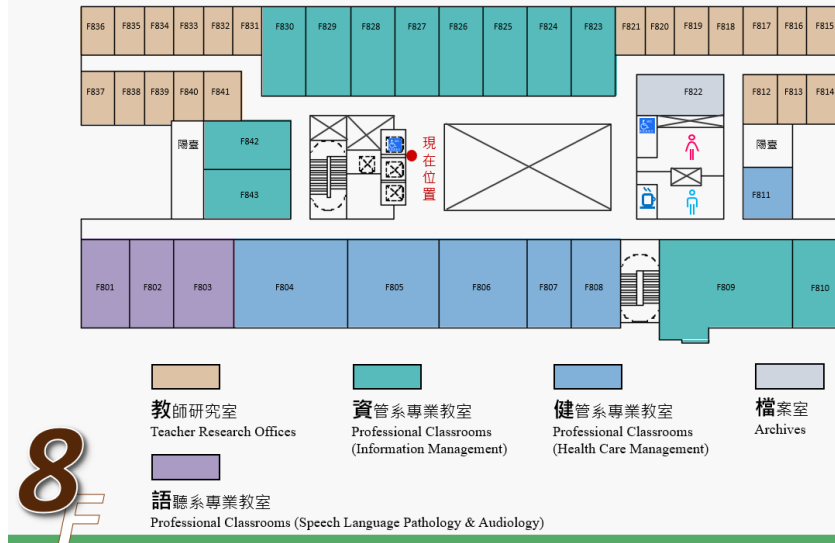 F836 F835 F834 F833 F832 F831 F830 F829 F828 F827 F826 F825 F824 F823 F821 F820 F819 F818 F817 F816 F815
F837 F838 F839 F840 F841 F822 F812 F813 F814
陽臺 F842 現在位置 陽臺
F843 F811
F801 F802 F803 F804 F805 F806 F807 F808 F809 F810
教師研究室
Teacher Research Offices
資管系專業教室
Professional Classrooms
(Information Management)
健管系專業教室
Professional Classrooms
(Health Care Management)
檔案室
Archives
語聽系專業教室
Professional Classrooms (Speech Language Pathology & Audiology)
8F